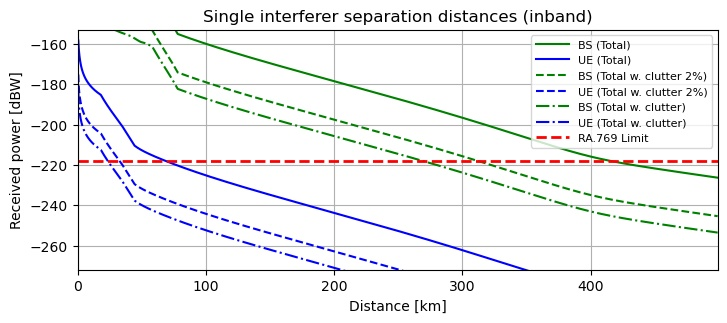 Single interferer separation distances (inband)
Received power [dBW]
−160
−180
−200
−220
−240
−260
BS (Total)
UE (Total)
BS (Total w. clutter 2%)
UE (Total w. clutter 2%)
BS (Total w. clutter)
UE (Total w. clutter)
RA.769 Limit
0
100
200
300
400
Distance [km]